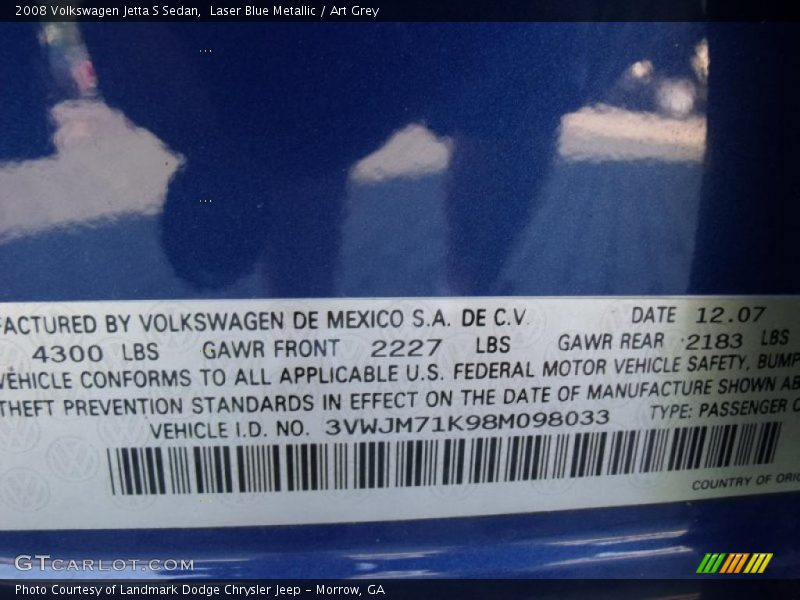 2008 Volkswagen Jetta S Sedan, Laser Blue Metallic / Art Grey
FACTURED BY VOLKSWAGEN DE MEXICO S.A. DE C.V. DATE 12.07
4300 LBS GAWR FRONT 2227 LBS GAWR REAR 2183 LBS
VEHICLE CONFORMS TO ALL APPLICABLE U.S. FEDERAL MOTOR VEHICLE SAFETY, BUMP
THEFT PREVENTION STANDARDS IN EFFECT ON THE DATE OF MANUFACTURE SHOWN AB
VEHICLE I.D. NO. 3VWJM71K98M098033 TYPE: PASSENGER C
COUNTRY OF ORIG
GTCARLOT.COM
Photo Courtesy of Landmark Dodge Chrysler Jeep – Morrow, GA